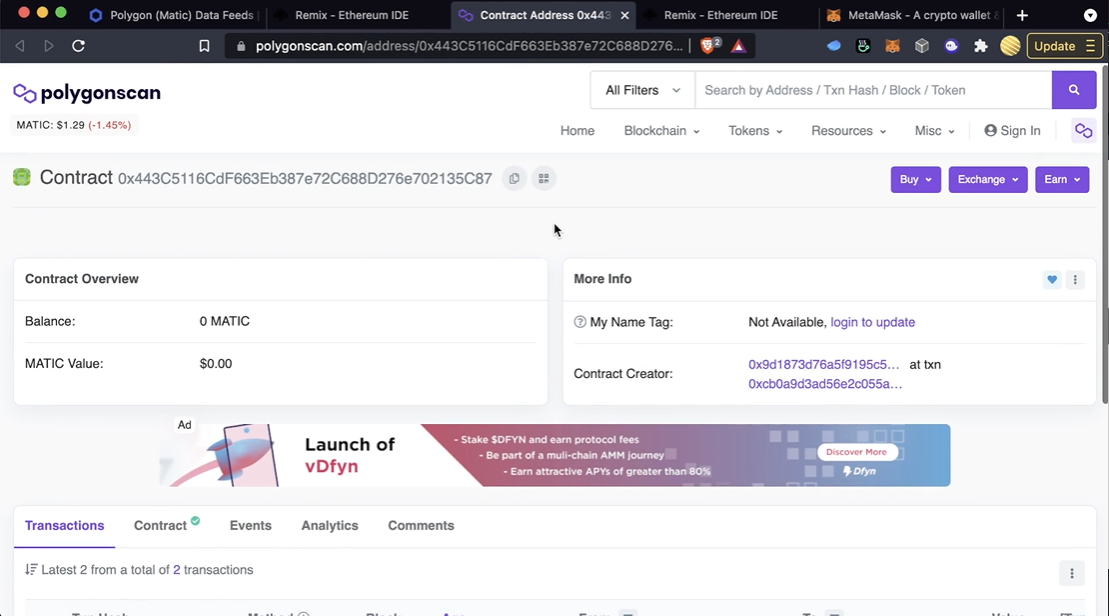 Polygon (Matic) Data Feeds
Remix - Ethereum IDE
Contract Address 0x443
Remix - Ethereum IDE
MetaMask - A crypto wallet &
polygonscan.com/address/0x443C5116CdF663Eb387e72C688D276...
2
Update
polygonscan
All Filters
Search by Address / Txn Hash / Block / Token
MATIC: $1.29 (-1.45%)
Home
Blockchain
Tokens
Resources
Misc
Sign In
Contract 0x443C5116CdF663Eb387e72C688D276e702135C87
Buy
Exchange
Earn
Contract Overview
Balance: 0 MATIC
MATIC Value: $0.00
More Info
My Name Tag: Not Available, login to update
Contract Creator: 0x9d1873d76a5f9195c5... at txn
0xcb0a9d3ad56e2c055a...
Ad
Launch of
vDfyn
- Stake $DFYN and earn protocol fees
- Be part of a muli-chain AMM journey
- Earn attractive APYs of greater than 80%
Discover More
Dfyn
Transactions
Contract
Events
Analytics
Comments
Latest 2 from a total of 2 transactions